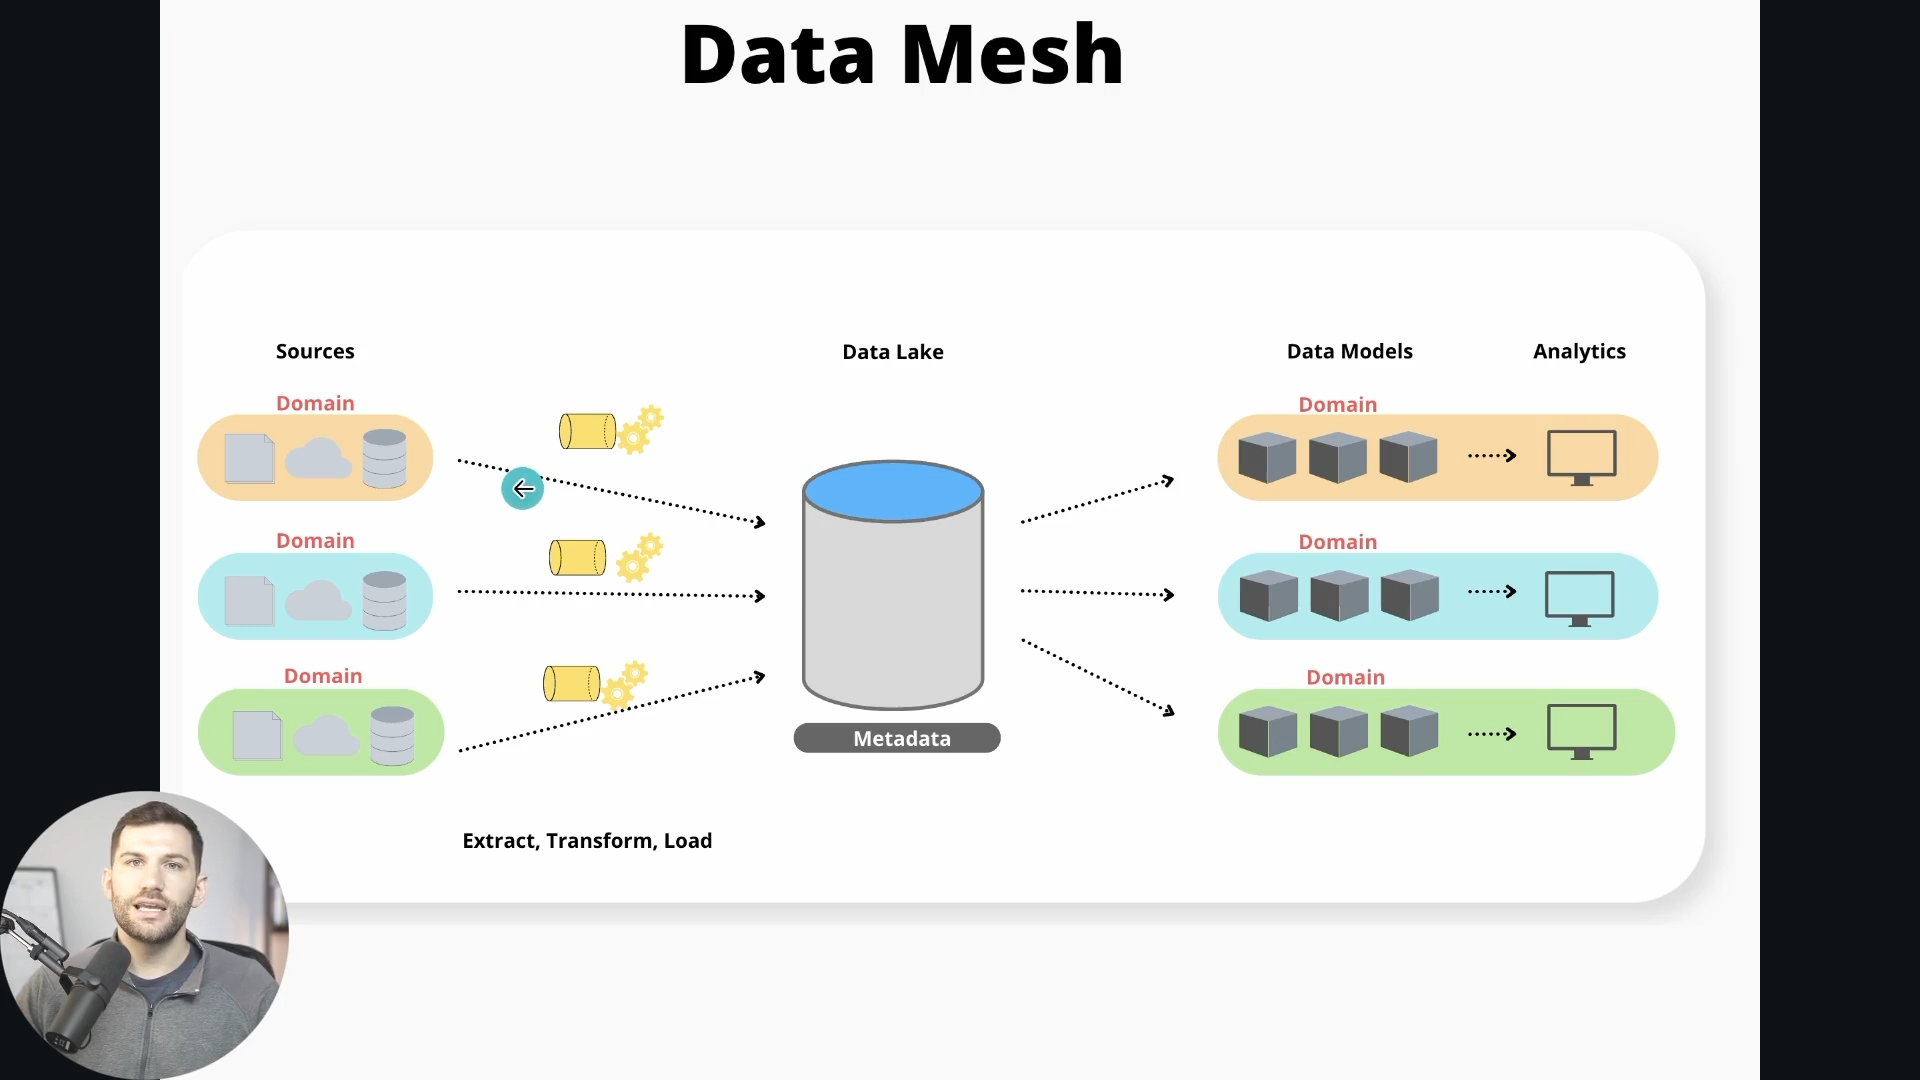 Data Mesh
Sources
Data Lake
Data Models
Analytics
Domain
Domain
Domain
Domain
Domain
Domain
Metadata
Extract, Transform, Load